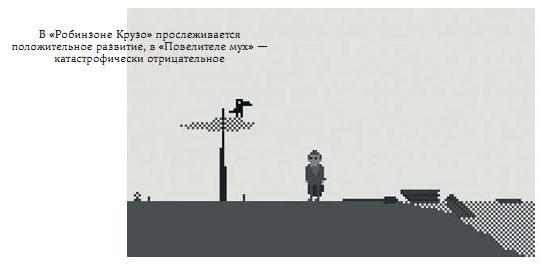 В «Робинзоне Крузо» прослеживается
положительное развитие, в «Повелителе мух» —
катастрофически отрицательное